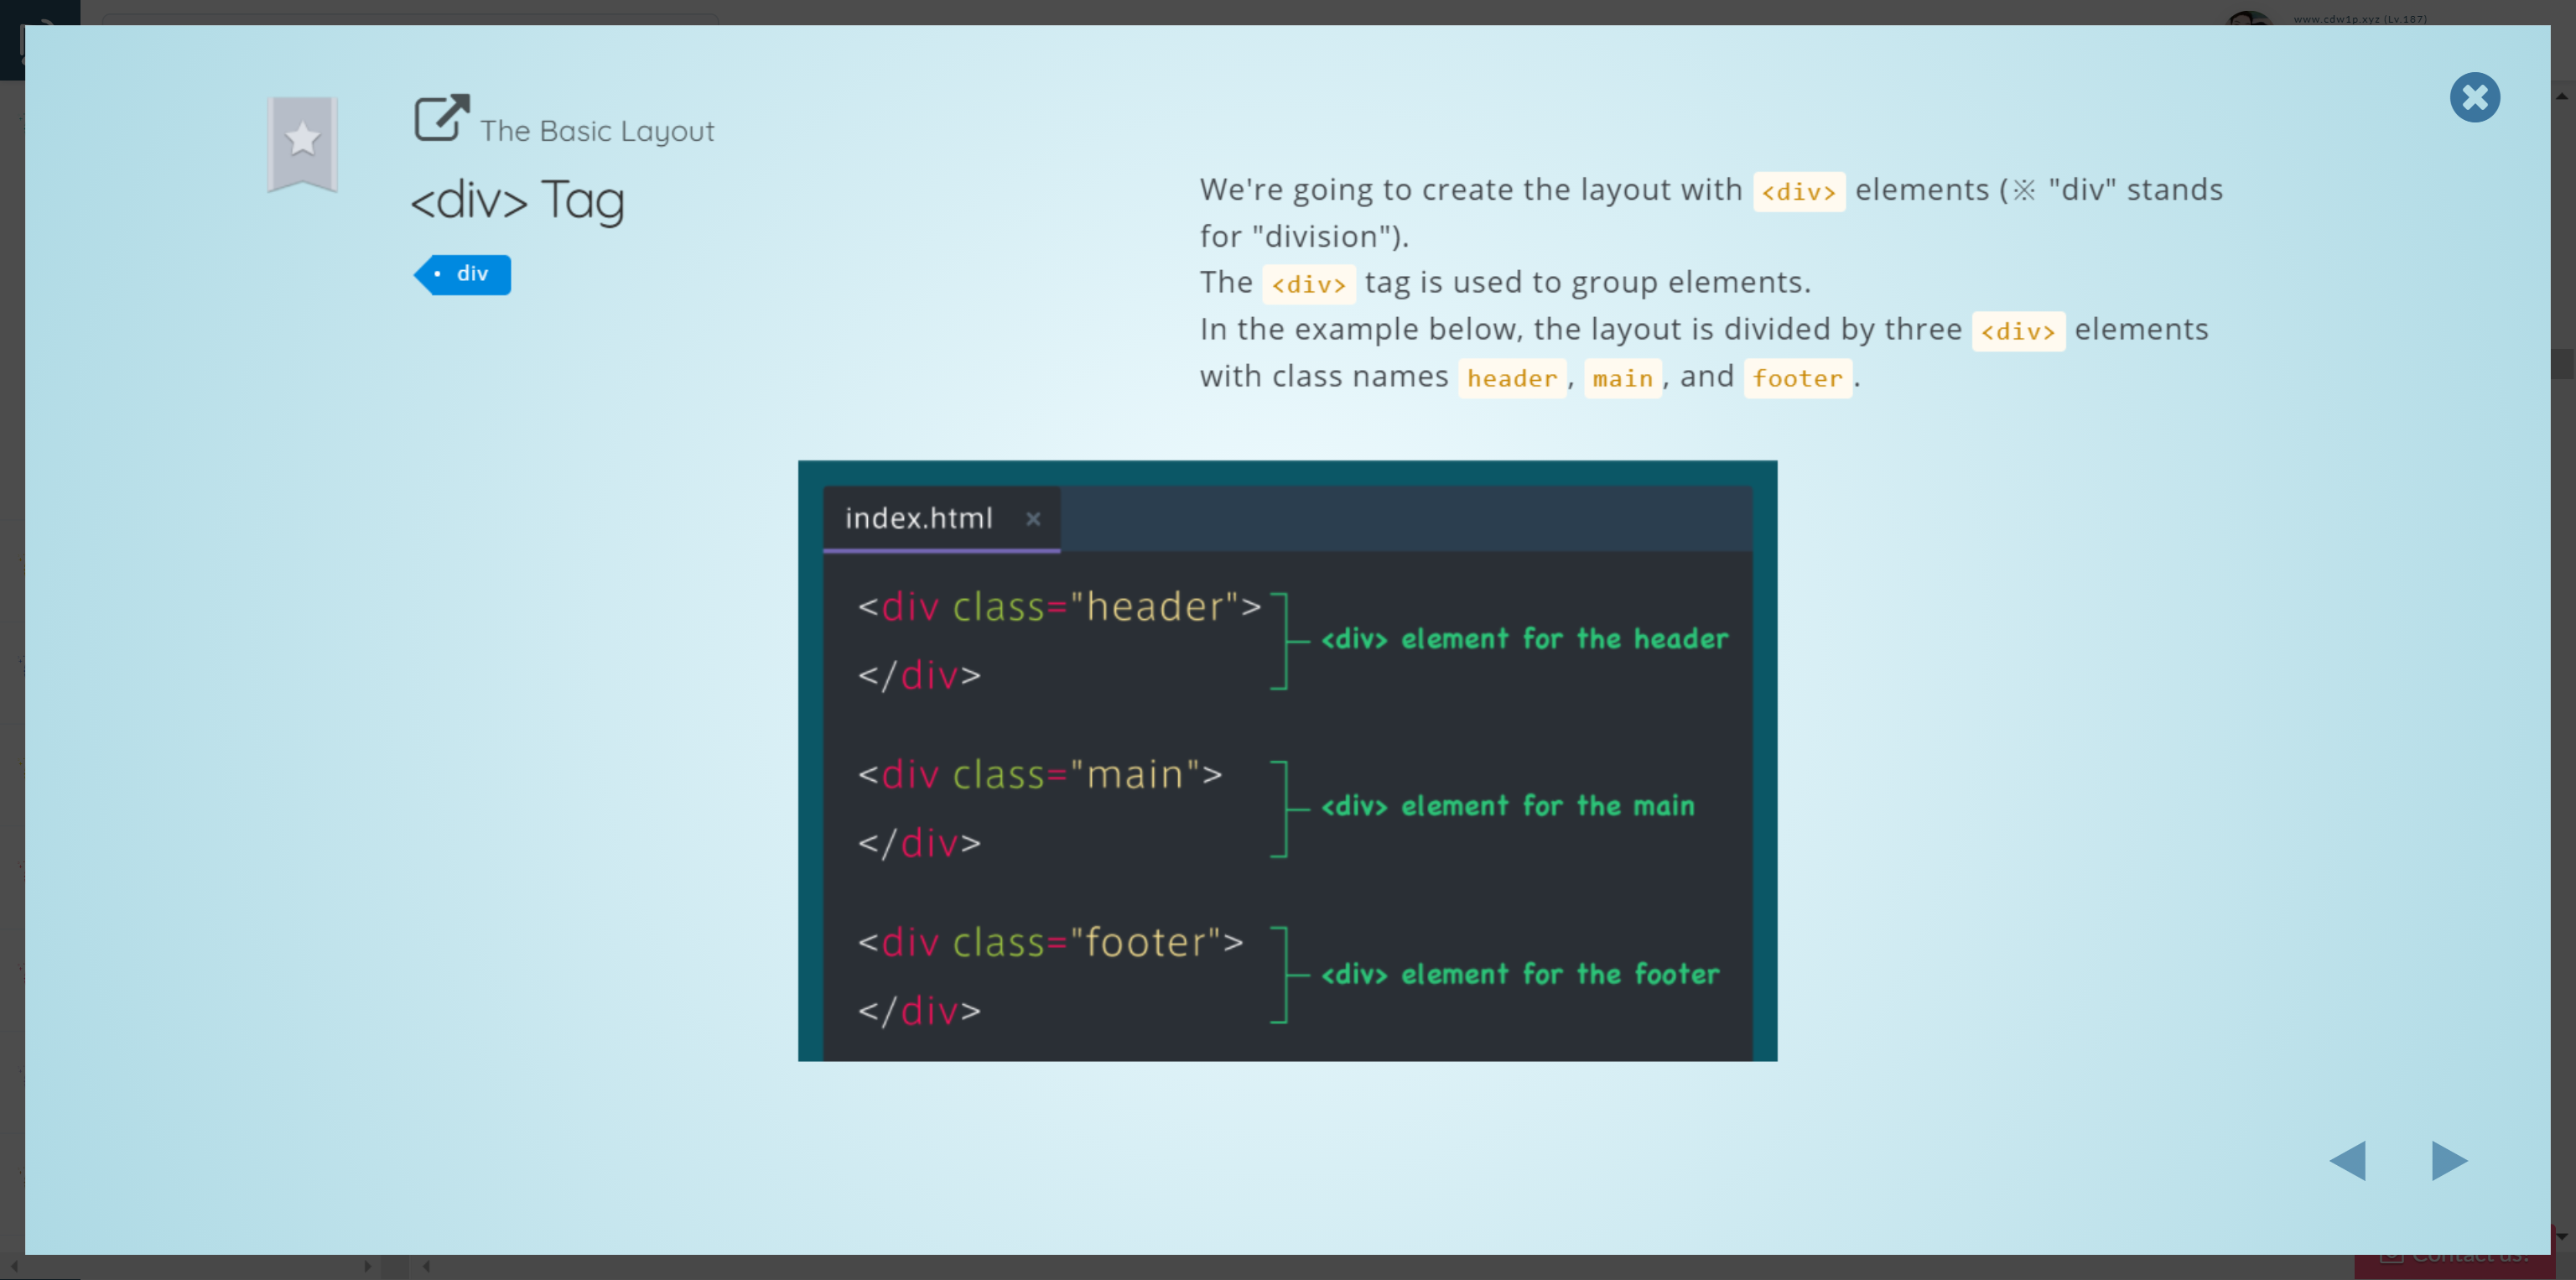 www.cdw1p.xyz (Lv.187)
The Basic Layout
<div> Tag
• div
We're going to create the layout with <div> elements (※ "div" stands
for "division").
The <div> tag is used to group elements.
In the example below, the layout is divided by three <div> elements
with class names header, main, and footer.
index.html ×
<div class="header">
<div> element for the header
</div>
<div class="main">
<div> element for the main
</div>
<div class="footer">
<div> element for the footer
</div>
Contact us!